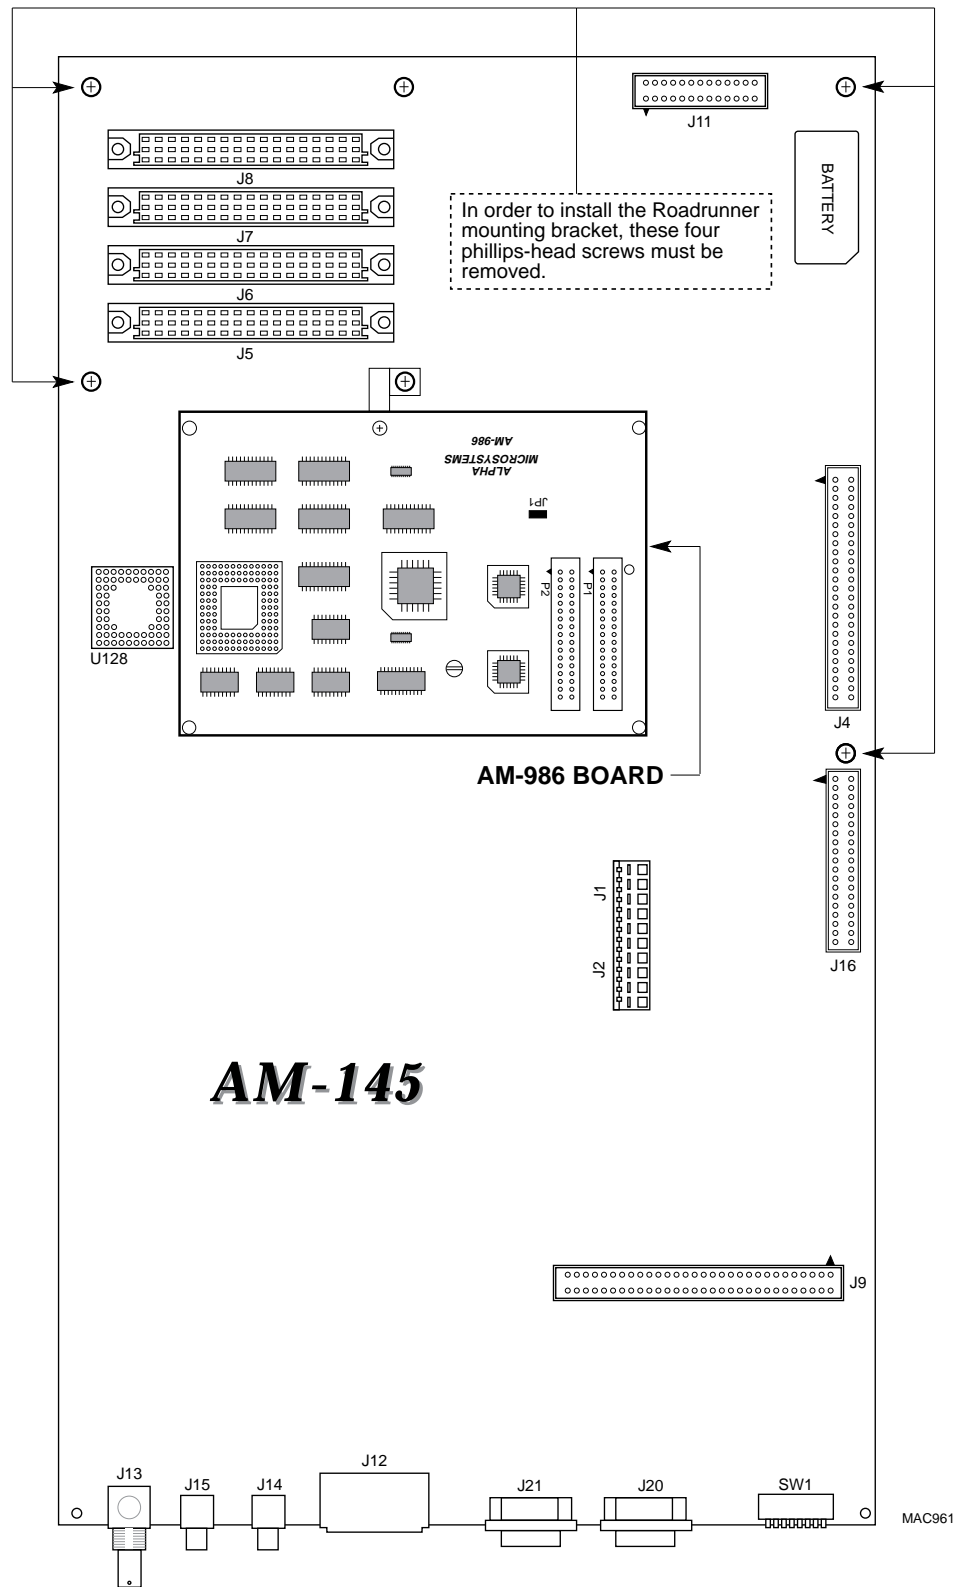 J11
J8
BATTERY
In order to install the Roadrunner
mounting bracket, these four
phillips-head screws must be
removed.
J7
J6
J5
ALPHA
MICROSYSTEMS
AM-986
JP1
P2
P1
U128
J4
AM-986 BOARD
J1
J2
J16
AM-145
J9
J13
J15
J14
J12
J21
J20
SW1
MAC961